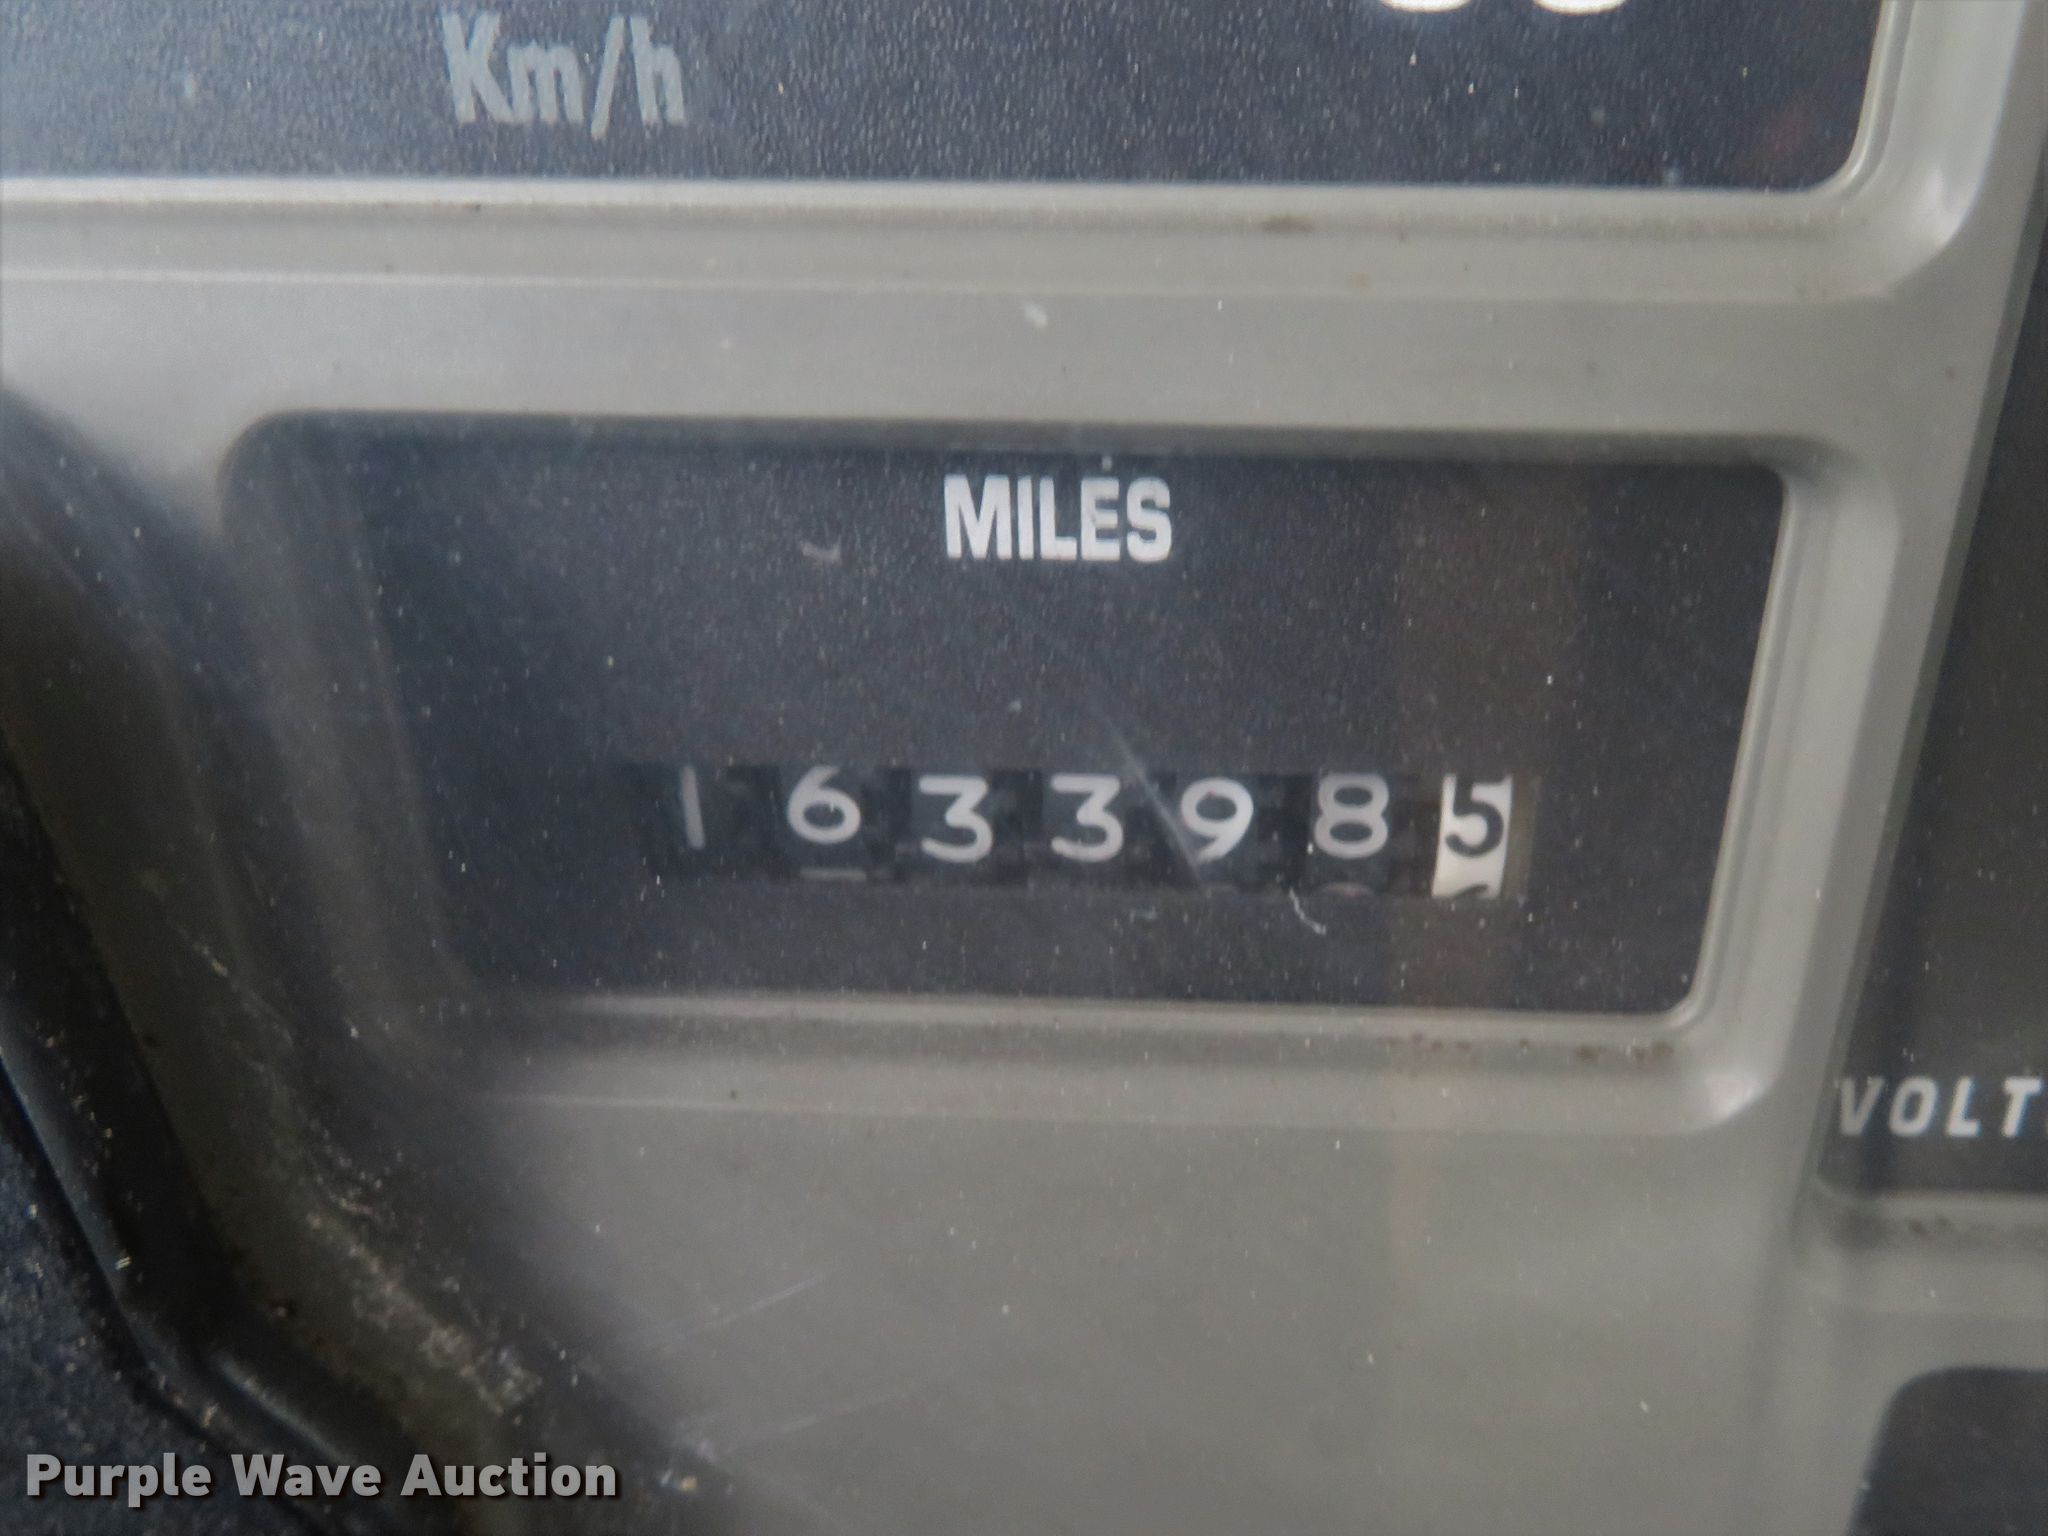 Km/h
MILES
1633985
VOLT
Purple Wave Auction